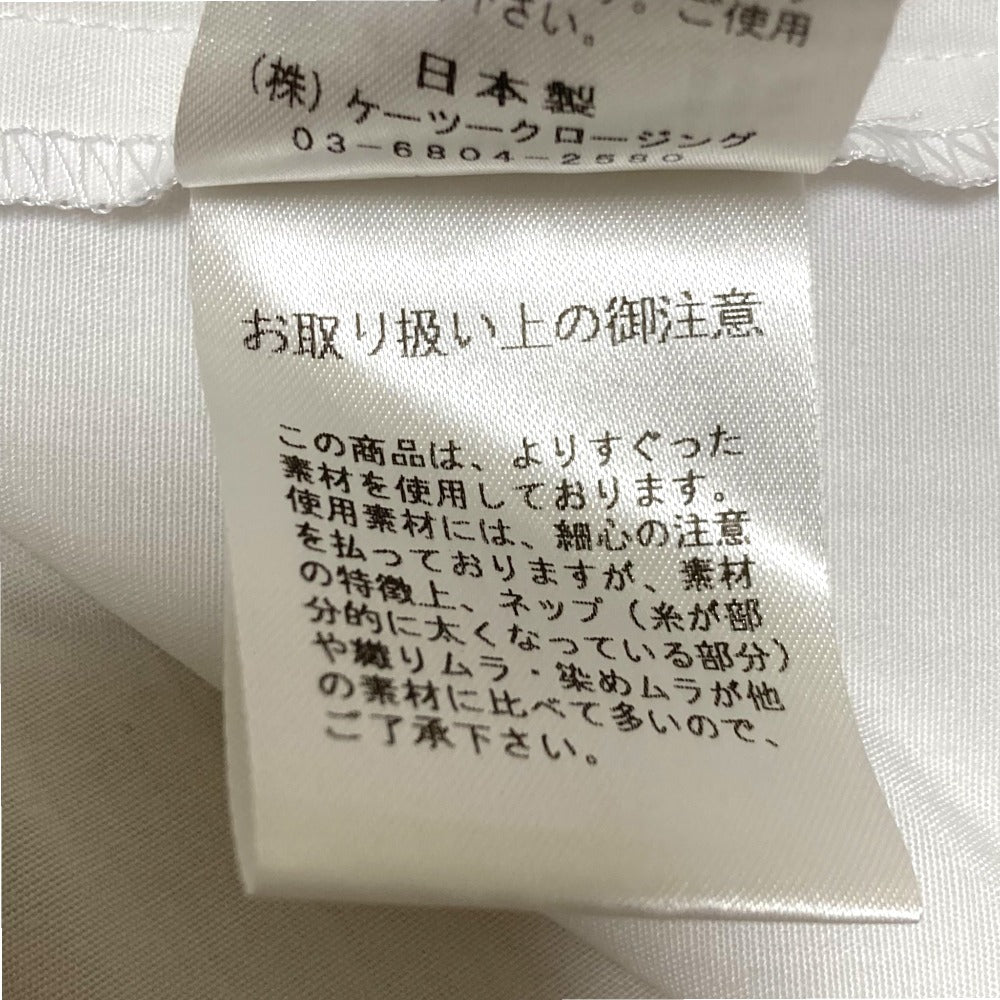 ご使用
下さい。
日本製
(株)ケーツークロージング
03-6804-2580
お取り扱い上の御注意
この商品は、よりすぐった
素材を使用しております。
使用素材には、細心の注意
を払っておりますが、素材
の特徴上、ネップ(糸が部
分的に太くなっている部分)
や織りムラ・染めムラが他
の素材に比べて多いので、
ご了承下さい。